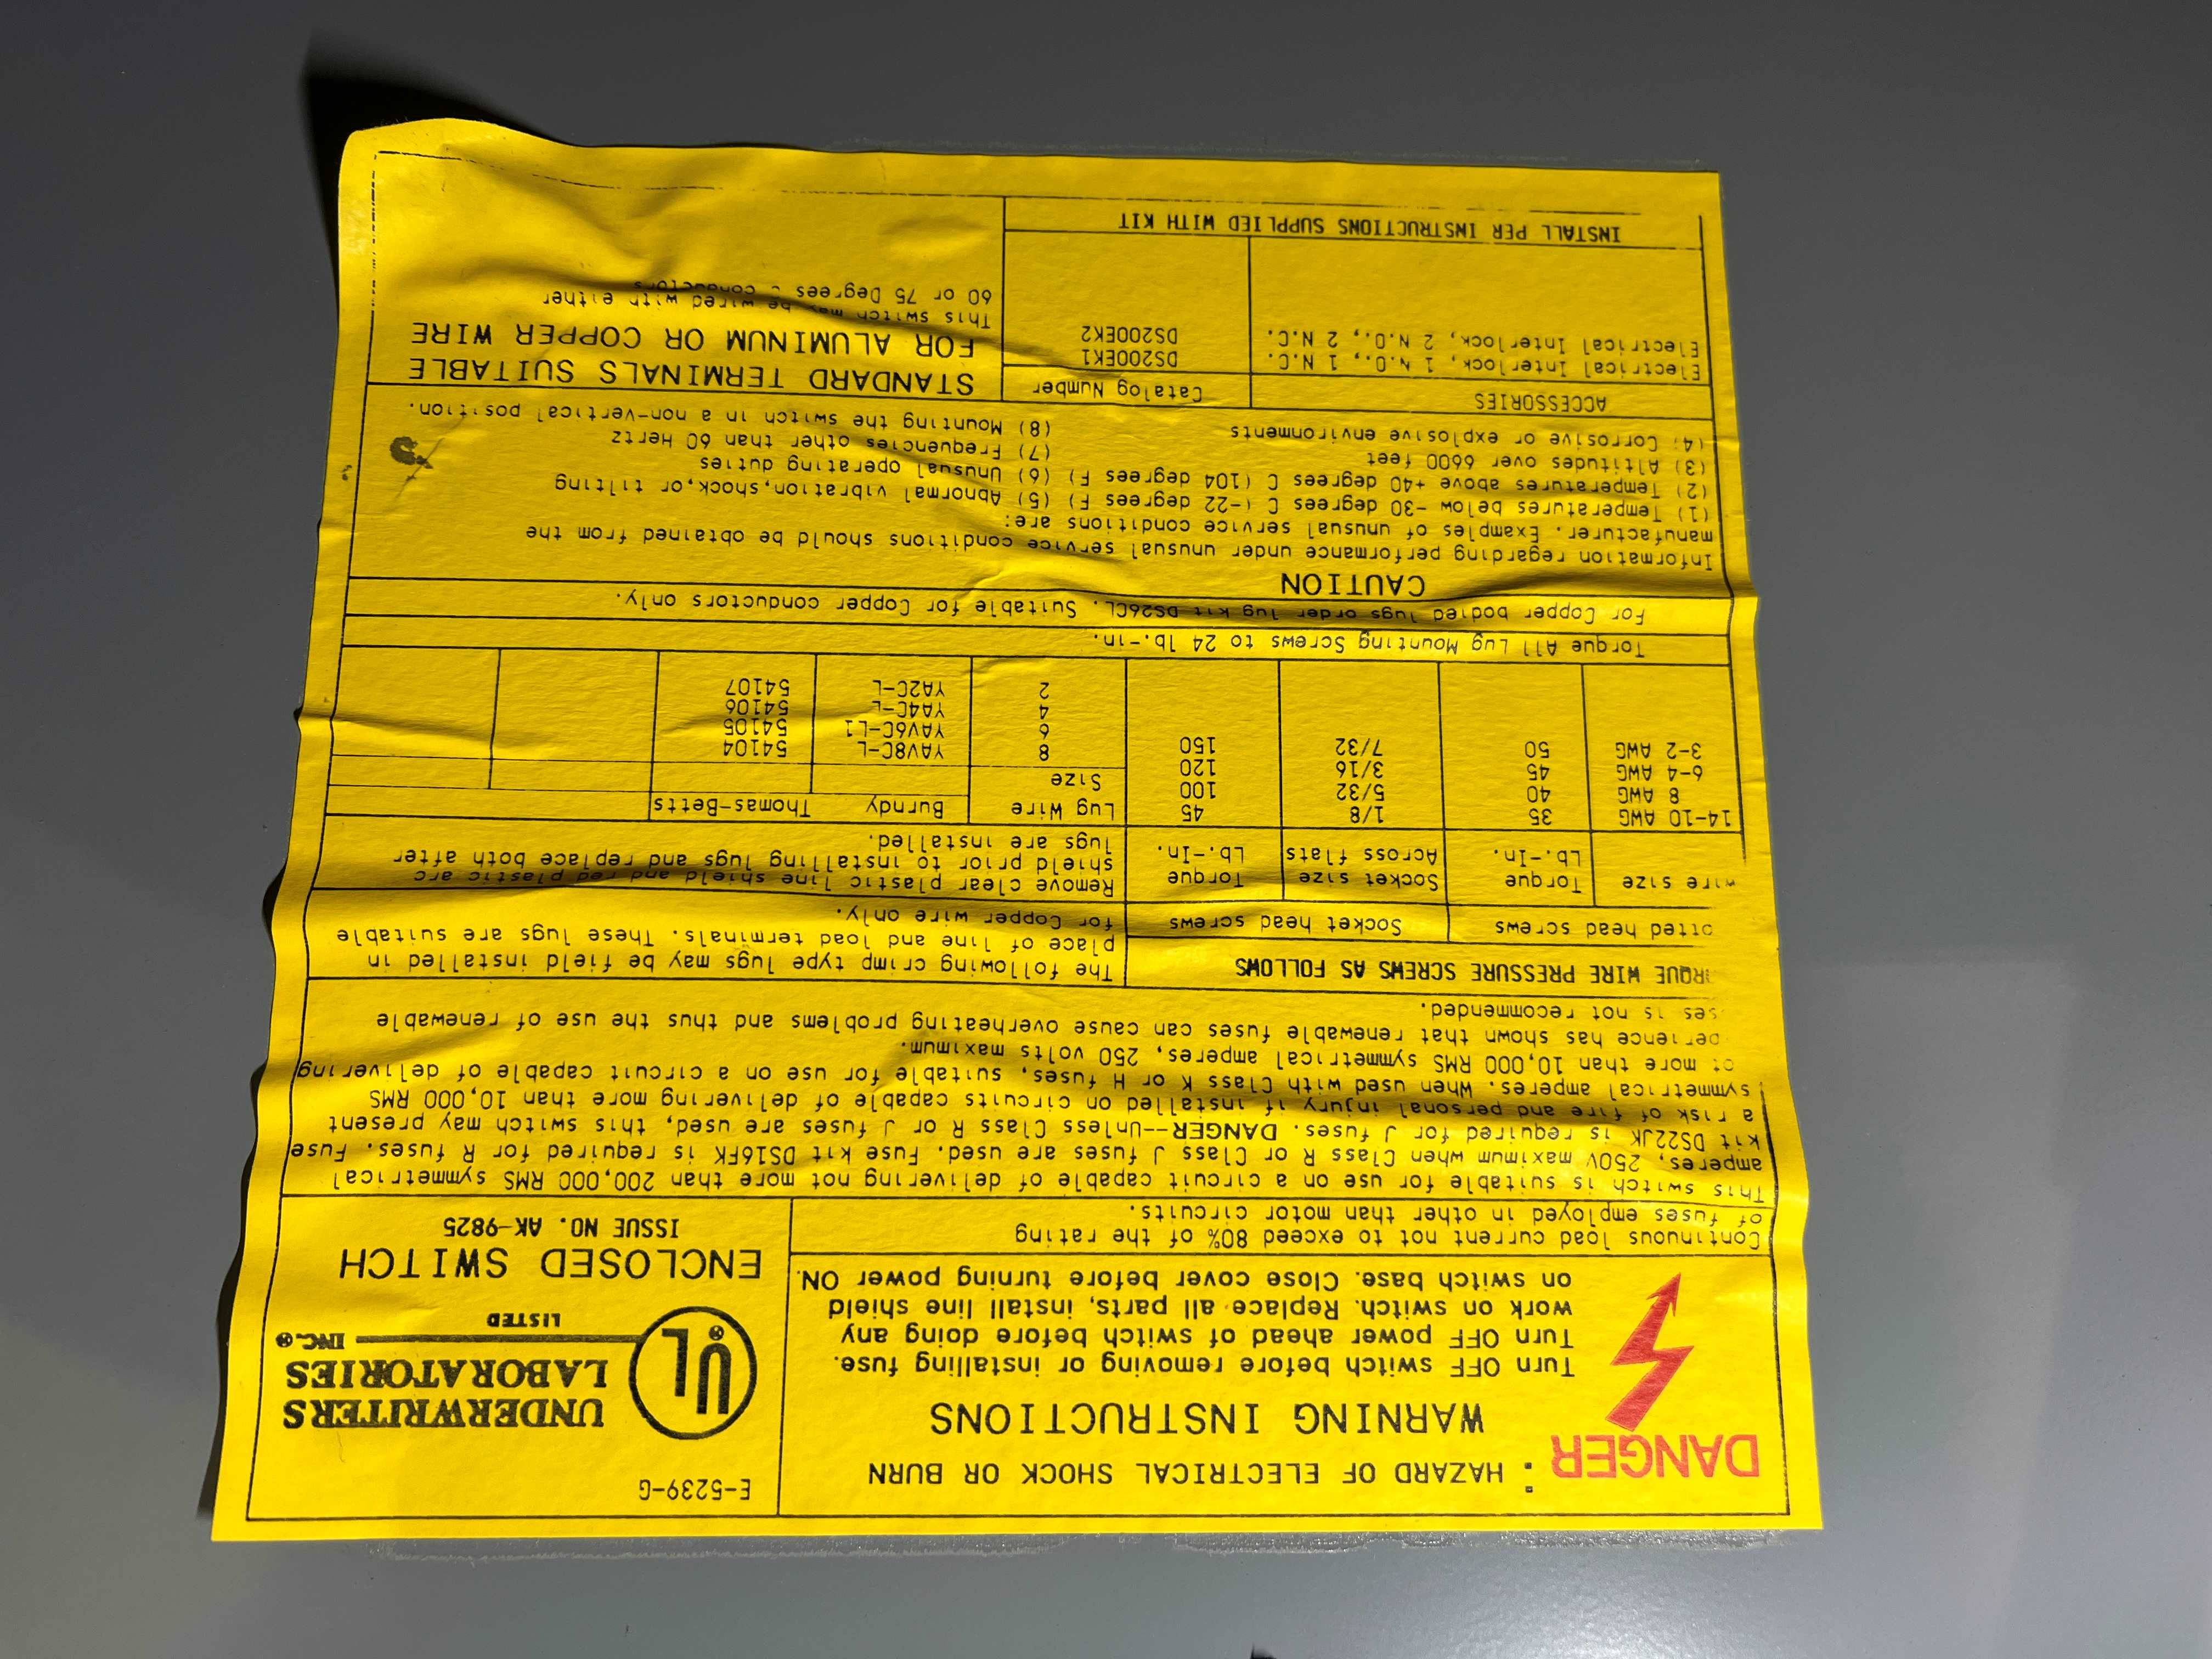 DANGER : HAZARD OF ELECTRICAL SHOCK OR BURN
WARNING INSTRUCTIONS
Turn OFF switch before removing or installing fuse.
Turn OFF power ahead of switch before doing any
work on switch. Replace all parts, install line shield
on switch base. Close cover before turning power ON.
E-5239-G
UL
UNDERWRITERS
LABORATORIES
INC.®
LISTED
ENCLOSED SWITCH
ISSUE NO. AK-9825
Continuous load current not to exceed 80% of the rating
of fuses employed in other than motor circuits.
This switch is suitable for use on a circuit capable of delivering not more than 200,000 RMS symmetrical
amperes, 250V maximum when Class R or Class J fuses are used. Fuse kit DS16FK is required for R fuses. Fuse
kit DS22JK is required for J fuses. DANGER--Unless Class R or J fuses are used, this switch may present
a risk of fire and personal injury if installed on circuits capable of delivering more than 10,000 RMS
symmetrical amperes. When used with Class K or H fuses, suitable for use on a circuit capable of delivering
ot more than 10,000 RMS symmetrical amperes, 250 volts maximum.
perience has shown that renewable fuses can cause overheating problems and thus the use of renewable
ses is not recommended.
RQUE WIRE PRESSURE SCREWS AS FOLLOWS
otted head screws Socket head screws
wire size Torque Lb.-In. Socket size Across flats Torque Lb.-In.
14-10 AWG 35 1/8 45
8 AWG 40 5/32 100
6-4 AWG 45 3/16 120
3-2 AWG 50 7/32 150
The following crimp type lugs may be field installed in
place of line and load terminals. These lugs are suitable
for Copper wire only.
Remove clear plastic line shield and red plastic arc
shield prior to installing lugs and replace both after
lugs are installed.
Lug Wire Size Burndy Thomas-Betts
8 YAV8C-L 54104
6 YAV6C-L1 54105
4 YA4C-L 54106
2 YA2C-L 54107
Torque All Lug Mounting Screws to 24 lb.-in.
For Copper bodied lugs order lug kit DS26CL. Suitable for Copper conductors only.
CAUTION
Information regarding performance under unusual service conditions should be obtained from the
manufacturer. Examples of unusual service conditions are:
(1) Temperatures below -30 degrees C (-22 degrees F) (5) Abnormal vibration,shock,or tilting
(2) Temperatures above +40 degrees C (104 degrees F) (6) Unusual operating duties
(3) Altitudes over 6600 feet (7) Frequencies other than 60 Hertz
(4) Corrosive or explosive environments (8) Mounting the switch in a non-vertical position.
ACCESSORIES Catalog Number
Electrical Interlock, 1 N.O., 1 N.C. DS200EK1
Electrical Interlock, 2 N.O., 2 N.C. DS200EK2
INSTALL PER INSTRUCTIONS SUPPLIED WITH KIT
STANDARD TERMINALS SUITABLE
FOR ALUMINUM OR COPPER WIRE
This switch may be wired with either
60 or 75 Degrees C conductors